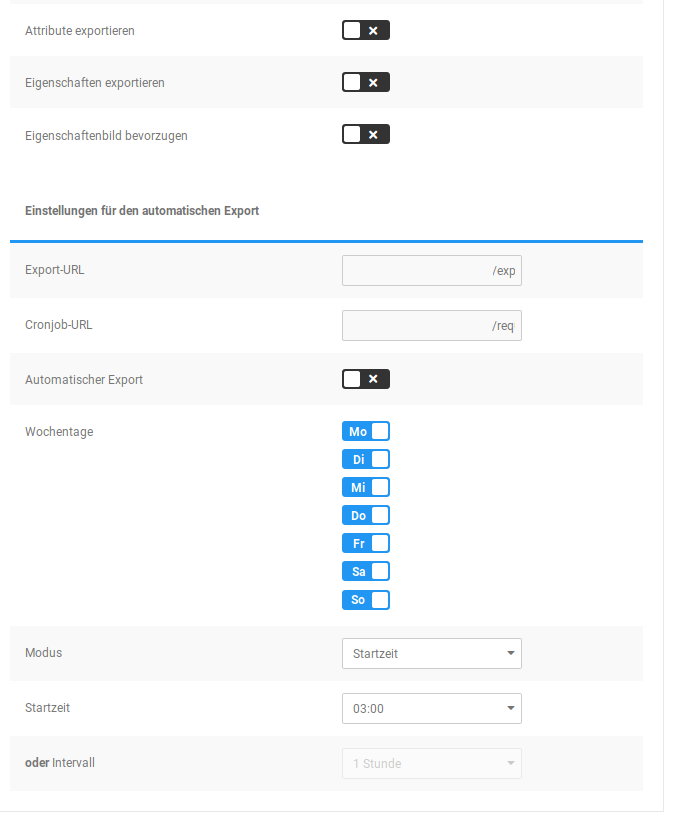 Attribute exportieren
Eigenschaften exportieren
Eigenschaftenbild bevorzugen
Einstellungen für den automatischen Export
Export-URL /exp
Cronjob-URL /req
Automatischer Export
Wochentage Mo
Di
Mi
Do
Fr
Sa
So
Modus Startzeit
Startzeit 03:00
oder Intervall 1 Stunde